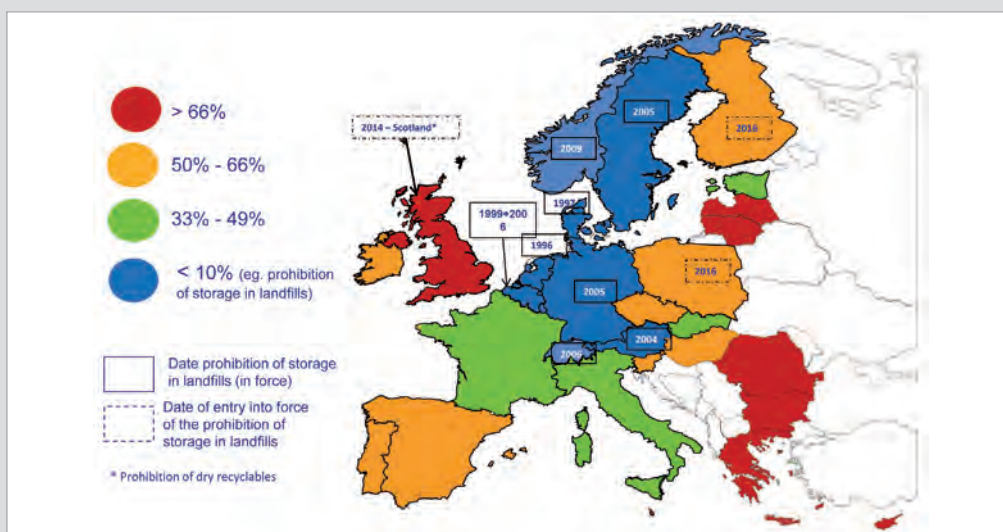 > 66%
50% - 66%
33% - 49%
< 10% (eg. prohibition
of storage in landfills)
Date prohibition of storage
in landfills (in force)
Date of entry into force
of the prohibition of
storage in landfills
* Prohibition of dry recyclables
2014 – Scotland*
2005
2016
2009
1997
1999➔200
6
1996
2016
2005
2004
2006